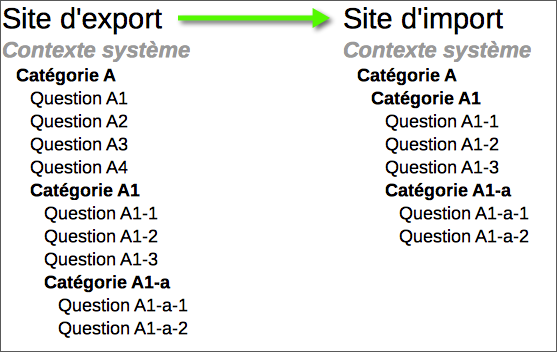 Site d'export
Contexte système
Catégorie A
Question A1
Question A2
Question A3
Question A4
Catégorie A1
Question A1-1
Question A1-2
Question A1-3
Catégorie A1-a
Question A1-a-1
Question A1-a-2
Site d'import
Contexte système
Catégorie A
Catégorie A1
Question A1-1
Question A1-2
Question A1-3
Catégorie A1-a
Question A1-a-1
Question A1-a-2